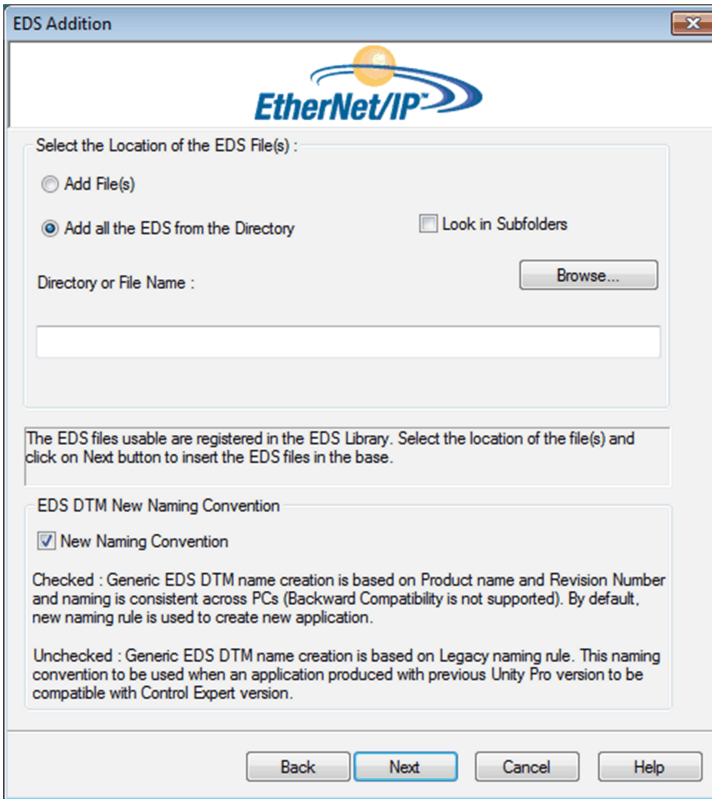 EDS Addition
EtherNet/IP™
Select the Location of the EDS File(s) :
Add File(s)
Add all the EDS from the Directory
Look in Subfolders
Directory or File Name :
Browse...
The EDS files usable are registered in the EDS Library. Select the location of the file(s) and
click on Next button to insert the EDS files in the base.
EDS DTM New Naming Convention
New Naming Convention
Checked : Generic EDS DTM name creation is based on Product name and Revision Number
and naming is consistent across PCs (Backward Compatibility is not supported). By default,
new naming rule is used to create new application.
Unchecked : Generic EDS DTM name creation is based on Legacy naming rule. This naming
convention to be used when an application produced with previous Unity Pro version to be
compatible with Control Expert version.
Back
Next
Cancel
Help